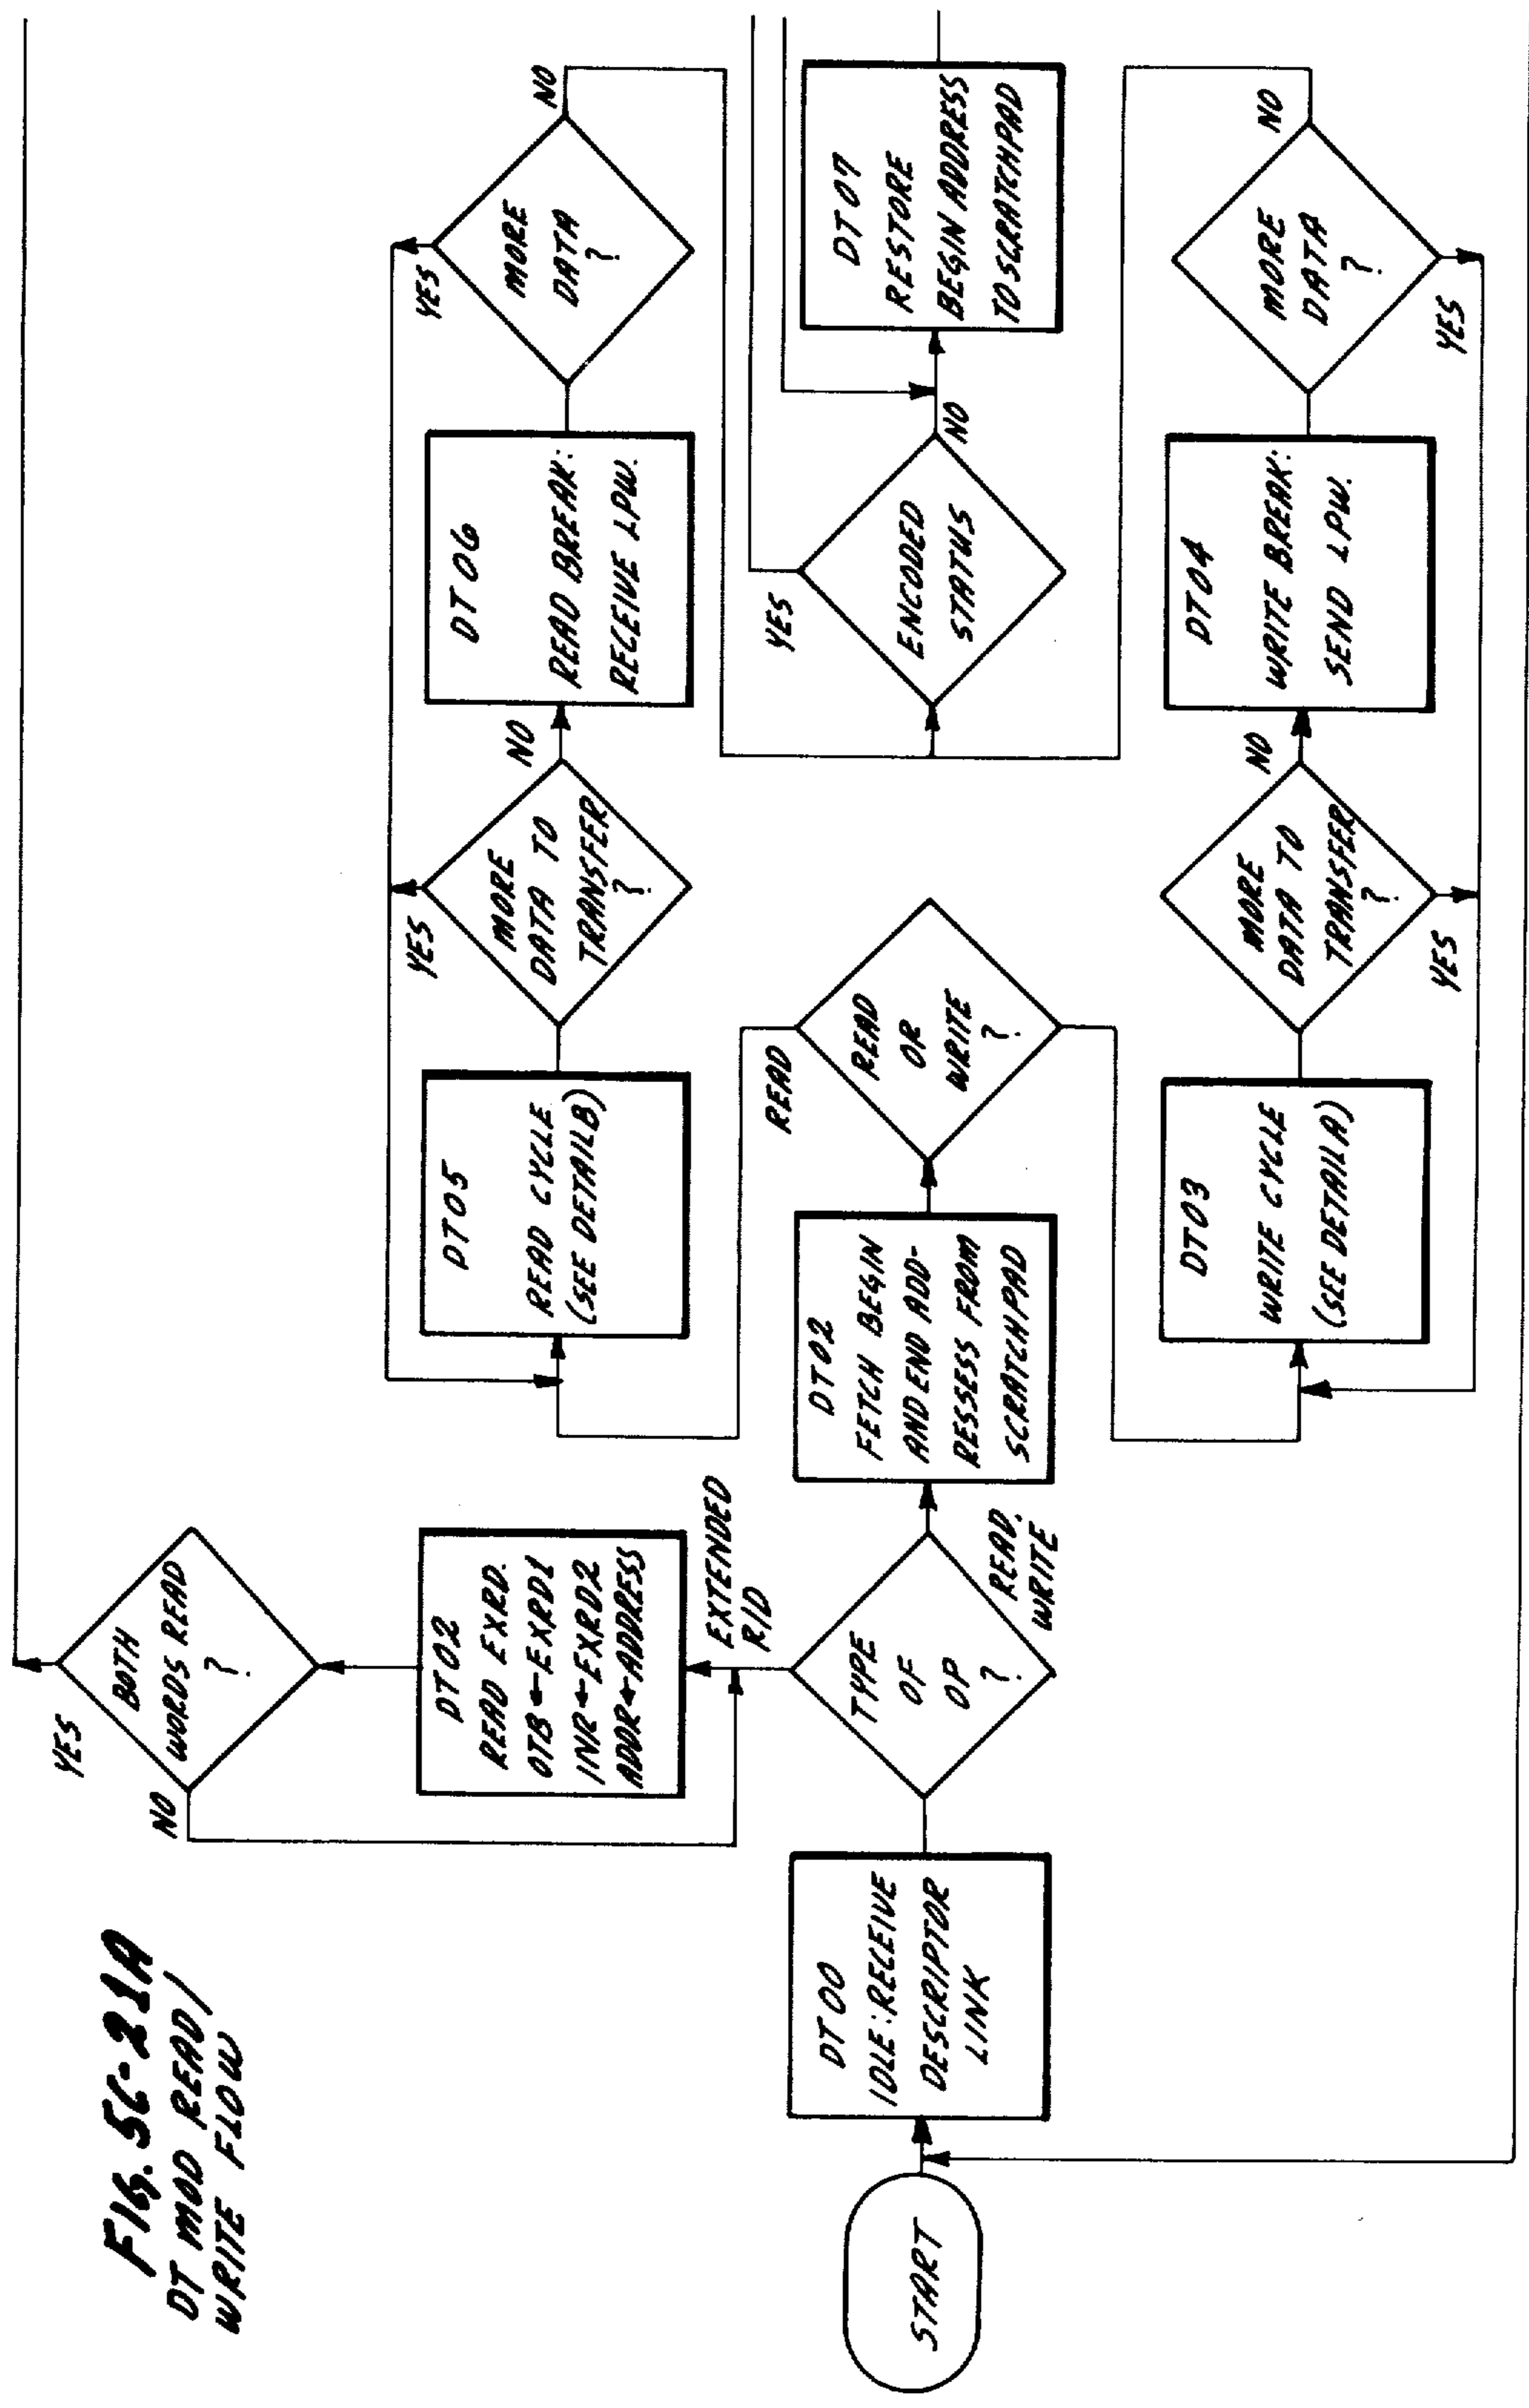 FIG. 5C-21A
DT MOD READ/
WRITE FLOW
START
DT00
IDLE:RECEIVE
DESCRIPTOR
LINK
TYPE
OF
OP
?
EXTENDED
R/D
READ.
WRITE
DT02
READ EXRD.
OTB←EXRD1
INR←EXRD2
ADDR←ADDRESS
BOTH
WORDS READ
?
YES
NO
DT02
FETCH BEGIN
AND END ADD-
RESSES FROM
SCRATCHPAD
READ
OR
WRITE
?
READ
DT05
READ CYCLE
(SEE DETAILB)
MORE
DATA TO
TRANSFER
?
YES
NO
DT06
READ BREAK:
RECEIVE LPW.
MORE
DATA
?
YES
NO
ENCODED
STATUS
YES
NO
DT07
RESTORE
BEGIN ADDRESS
TO SCRATCHPAD
DT03
WRITE CYCLE
(SEE DETAILA)
MORE
DATA TO
TRANSFER
?
YES
NO
DT04
WRITE BREAK:
SEND LPW.
MORE
DATA
?
YES
NO